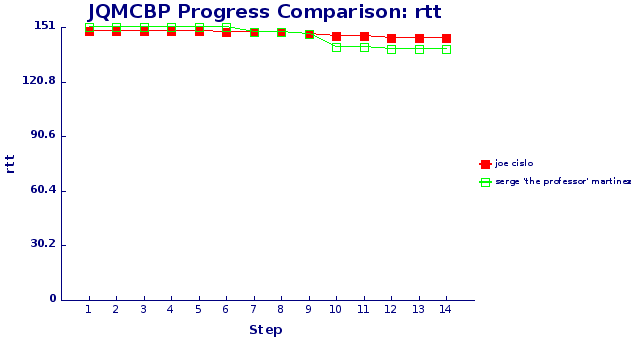 JQMCBP Progress Comparison: rtt
151
120.8
90.6
60.4
30.2
0
rtt
1 2 3 4 5 6 7 8 9 10 11 12 13 14
Step
joe cislo
serge 'the professor' martinez